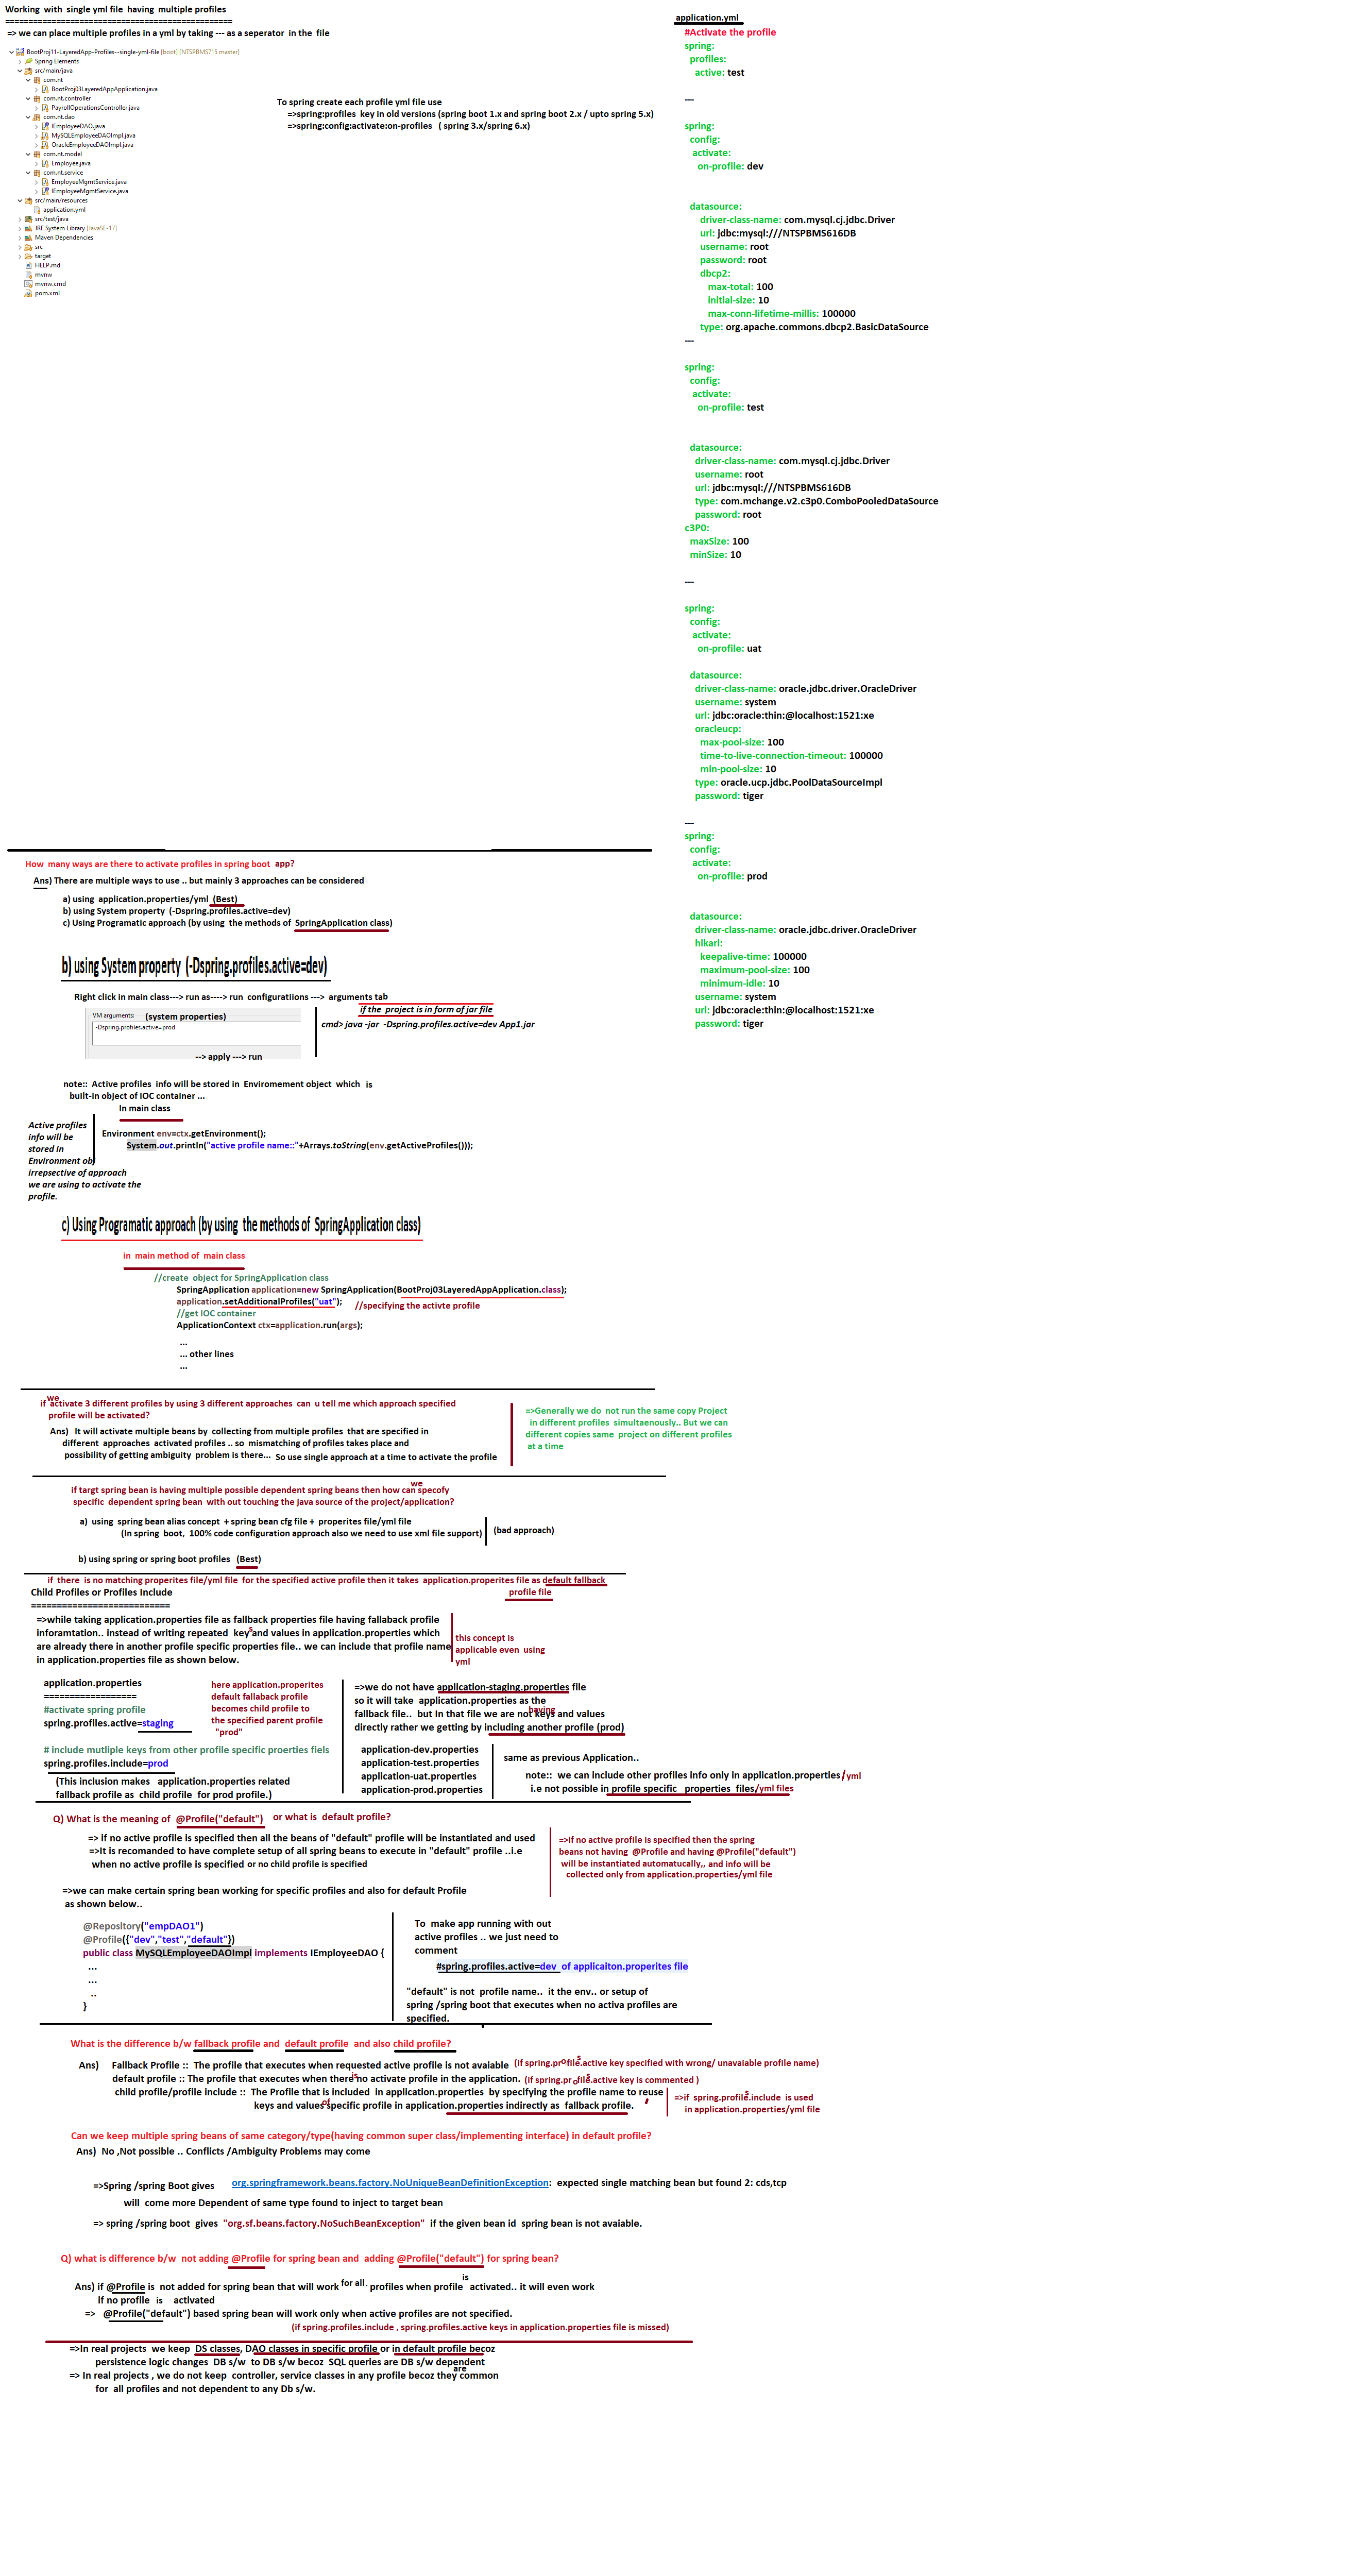 Working with single yml file having multiple profiles
=================================================
=> we can place multiple profiles in a yml by taking --- as a seperator in the file
BootProj11-LayeredApp-Profiles--single-yml-file [boot] [NTSPBMS715 master]
Spring Elements
src/main/java
com.nt
BootProj03LayeredAppApplication.java
com.nt.controller
PayrollOperationsController.java
com.nt.dao
IEmployeeDAO.java
MySQLEmployeeDAOImpl.java
OracleEmployeeDAOImpl.java
com.nt.model
Employee.java
com.nt.service
EmployeeMgmtService.java
IEmployeeMgmtService.java
src/main/resources
application.yml
src/test/java
JRE System Library [JavaSE-17]
Maven Dependencies
src
target
HELP.md
mvnw
mvnw.cmd
pom.xml
To spring create each profile yml file use
=>spring:profiles key in old versions (spring boot 1.x and spring boot 2.x / upto spring 5.x)
=>spring:config:activate:on-profiles ( spring 3.x/spring 6.x)
application.yml
#Activate the profile
spring:
profiles:
active: test
---
spring:
config:
activate:
on-profile: dev
datasource:
driver-class-name: com.mysql.cj.jdbc.Driver
url: jdbc:mysql:///NTSPBMS616DB
username: root
password: root
dbcp2:
max-total: 100
initial-size: 10
max-conn-lifetime-millis: 100000
type: org.apache.commons.dbcp2.BasicDataSource
---
spring:
config:
activate:
on-profile: test
datasource:
driver-class-name: com.mysql.cj.jdbc.Driver
username: root
url: jdbc:mysql:///NTSPBMS616DB
type: com.mchange.v2.c3p0.ComboPooledDataSource
password: root
c3P0:
maxSize: 100
minSize: 10
---
spring:
config:
activate:
on-profile: uat
datasource:
driver-class-name: oracle.jdbc.driver.OracleDriver
username: system
url: jdbc:oracle:thin:@localhost:1521:xe
oracleucp:
max-pool-size: 100
time-to-live-connection-timeout: 100000
min-pool-size: 10
type: oracle.ucp.jdbc.PoolDataSourceImpl
password: tiger
---
spring:
config:
activate:
on-profile: prod
datasource:
driver-class-name: oracle.jdbc.driver.OracleDriver
hikari:
keepalive-time: 100000
maximum-pool-size: 100
minimum-idle: 10
username: system
url: jdbc:oracle:thin:@localhost:1521:xe
password: tiger
How many ways are there to activate profiles in spring boot app?
Ans) There are multiple ways to use .. but mainly 3 approaches can be considered
a) using application.properties/yml (Best)
b) using System property (-Dspring.profiles.active=dev)
c) Using Programatic approach (by using the methods of SpringApplication class)
b) using System property (-Dspring.profiles.active=dev)
Right click in main class---> run as----> run configuratiions ---> arguments tab
VM arguments: (system properties)
-Dspring.profiles.active=prod
--> apply ---> run
if the project is in form of jar file
cmd> java -jar -Dspring.profiles.active=dev App1.jar
note:: Active profiles info will be stored in Enviromement object which is
built-in object of IOC container ...
In main class
Active profiles
info will be
stored in
Environment obj
irrepsective of approach
we are using to activate the
profile.
Environment env=ctx.getEnvironment();
System.out.println("active profile name::"+Arrays.toString(env.getActiveProfiles()));
c) Using Programatic approach (by using the methods of SpringApplication class)
in main method of main class
//create object for SpringApplication class
SpringApplication application=new SpringApplication(BootProj03LayeredAppApplication.class);
application.setAdditionalProfiles("uat"); //specifying the activte profile
//get IOC container
ApplicationContext ctx=application.run(args);
...
... other lines
...
we
if activate 3 different profiles by using 3 different approaches can u tell me which approach specified
profile will be activated?
Ans) It will activate multiple beans by collecting from multiple profiles that are specified in
different approaches activated profiles .. so mismatching of profiles takes place and
possibility of getting ambiguity problem is there... So use single approach at a time to activate the profile
=>Generally we do not run the same copy Project
in different profiles simultaenously.. But we can
different copies same project on different profiles
at a time
we
if targt spring bean is having multiple possible dependent spring beans then how can specofy
specific dependent spring bean with out touching the java source of the project/application?
a) using spring bean alias concept + spring bean cfg file + properites file/yml file
(In spring boot, 100% code configuration approach also we need to use xml file support) (bad approach)
b) using spring or spring boot profiles (Best)
if there is no matching properites file/yml file for the specified active profile then it takes application.properites file as default fallback
profile file
Child Profiles or Profiles Include
===========================
=>while taking application.properties file as fallback properties file having fallaback profile
inforamtation.. instead of writing repeated keysand values in application.properties which
are already there in another profile specific properties file.. we can include that profile name
in application.properties file as shown below.
this concept is
applicable even using
yml
application.properties
==================
#activate spring profile
spring.profiles.active=staging
# include mutliple keys from other profile specific proerties fiels
spring.profiles.include=prod
(This inclusion makes application.properties related
fallback profile as child profile for prod profile.)
here application.properites
default fallaback profile
becomes child profile to
the specified parent profile
"prod"
=>we do not have application-staging.properties file
so it will take application.properties as the
fallback file.. but In that file we are not having keys and values
directly rather we getting by including another profile (prod)
application-dev.properties
application-test.properties
application-uat.properties
application-prod.properties
same as previous Application..
note:: we can include other profiles info only in application.properties/yml
i.e not possible in profile specific properties files/yml files
Q) What is the meaning of @Profile("default") or what is default profile?
=> if no active profile is specified then all the beans of "default" profile will be instantiated and used
=>It is recomanded to have complete setup of all spring beans to execute in "default" profile ..i.e
when no active profile is specified or no child profile is specified
=>if no active profile is specified then the spring
beans not having @Profile and having @Profile("default")
will be instantiated automatucally,, and info will be
collected only from application.properties/yml file
=>we can make certain spring bean working for specific profiles and also for default Profile
as shown below..
@Repository("empDAO1")
@Profile({"dev","test","default"})
public class MySQLEmployeeDAOImpl implements IEmployeeDAO {
...
...
..
}
To make app running with out
active profiles .. we just need to
comment
#spring.profiles.active=dev of applicaiton.properites file
"default" is not profile name.. it the env.. or setup of
spring /spring boot that executes when no activa profiles are
specified.
What is the difference b/w fallback profile and default profile and also child profile?
Ans) Fallback Profile :: The profile that executes when requested active profile is not avaiable (if spring.profiles.active key specified with wrong/ unavaiable profile name)
default profile :: The profile that executes when there is no activate profile in the application. (if spring.profiles.active key is commented )
child profile/profile include :: The Profile that is included in application.properties by specifying the profile name to reuse
keys and values of specific profile in application.properties indirectly as fallback profile.
=>if spring.profiles.include is used
in application.properties/yml file
Can we keep multiple spring beans of same category/type(having common super class/implementing interface) in default profile?
Ans) No ,Not possible .. Conflicts /Ambiguity Problems may come
=>Spring /spring Boot gives org.springframework.beans.factory.NoUniqueBeanDefinitionException: expected single matching bean but found 2: cds,tcp
will come more Dependent of same type found to inject to target bean
=> spring /spring boot gives "org.sf.beans.factory.NoSuchBeanException" if the given bean id spring bean is not avaiable.
Q) what is difference b/w not adding @Profile for spring bean and adding @Profile("default") for spring bean?
Ans) if @Profile is not added for spring bean that will work for all profiles when profile is activated.. it will even work
if no profile is activated
=> @Profile("default") based spring bean will work only when active profiles are not specified.
(if spring.profiles.include , spring.profiles.active keys in application.properties file is missed)
=>In real projects we keep DS classes, DAO classes in specific profile or in default profile becoz
persistence logic changes DB s/w to DB s/w becoz SQL queries are DB s/w dependent
=> In real projects , we do not keep controller, service classes in any profile becoz they are common
for all profiles and not dependent to any Db s/w.